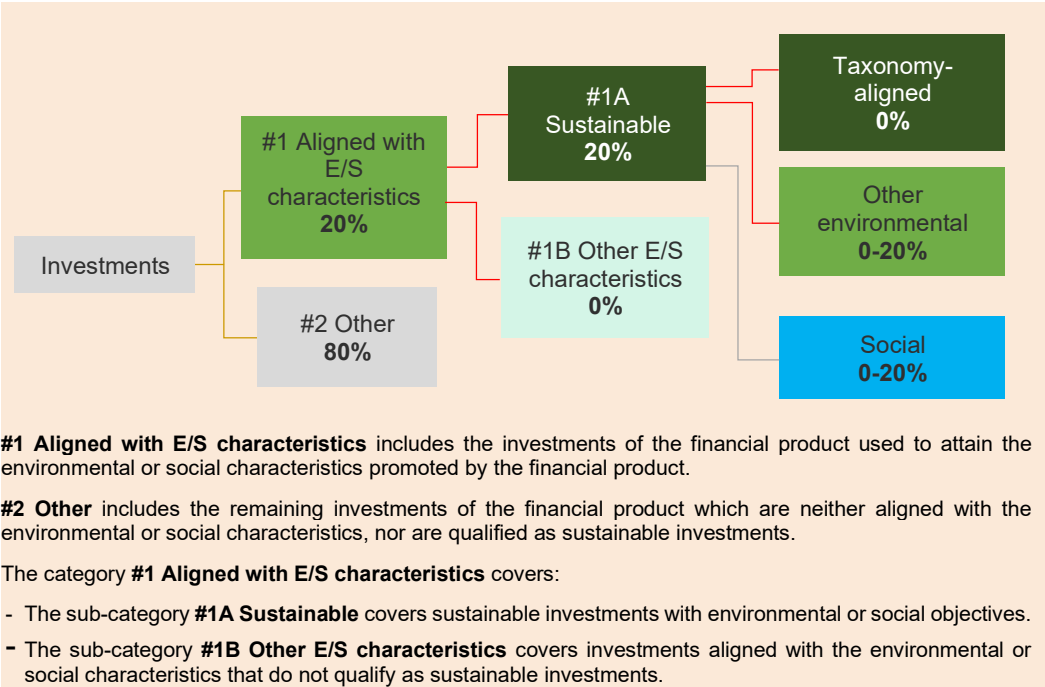 Investments
#1 Aligned with
E/S
characteristics
20%
#2 Other
80%
#1A
Sustainable
20%
#1B Other E/S
characteristics
0%
Taxonomy-
aligned
0%
Other
environmental
0-20%
Social
0-20%
#1 Aligned with E/S characteristics includes the investments of the financial product used to attain the
environmental or social characteristics promoted by the financial product.
#2 Other includes the remaining investments of the financial product which are neither aligned with the
environmental or social characteristics, nor are qualified as sustainable investments.
The category #1 Aligned with E/S characteristics covers:
- The sub-category #1A Sustainable covers sustainable investments with environmental or social objectives.
- The sub-category #1B Other E/S characteristics covers investments aligned with the environmental or
social characteristics that do not qualify as sustainable investments.